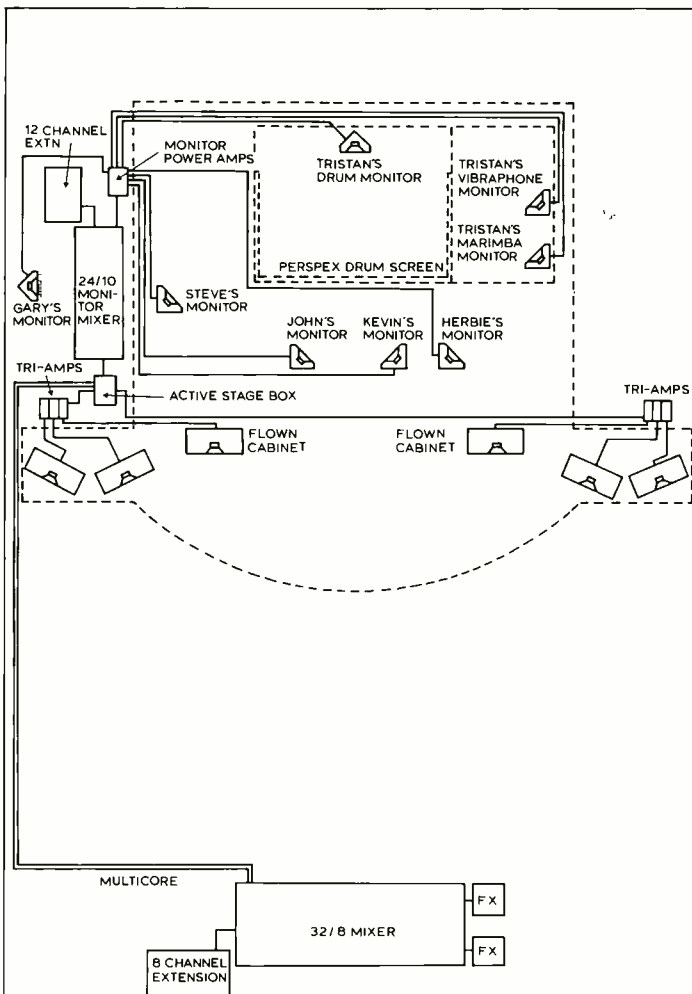 12 CHANNEL
EXTN
MONITOR
POWER AMPS
TRISTAN'S
DRUM MONITOR
TRISTAN'S
VIBRAPHONE
MONITOR
TRISTAN'S
MARIMBA
MONITOR
PERSPEX DRUM SCREEN
24/10
MONI-
TOR
MIXER
GARY'S
MONITOR
STEVE'S
MONITOR
JOHN'S
MONITOR
KEVIN'S
MONITOR
HERBIE'S
MONITOR
TRI-AMPS
ACTIVE STAGE BOX
TRI-AMPS
FLOWN
CABINET
FLOWN
CABINET
MULTICORE
32/8 MIXER
FX
FX
8 CHANNEL
EXTENSION